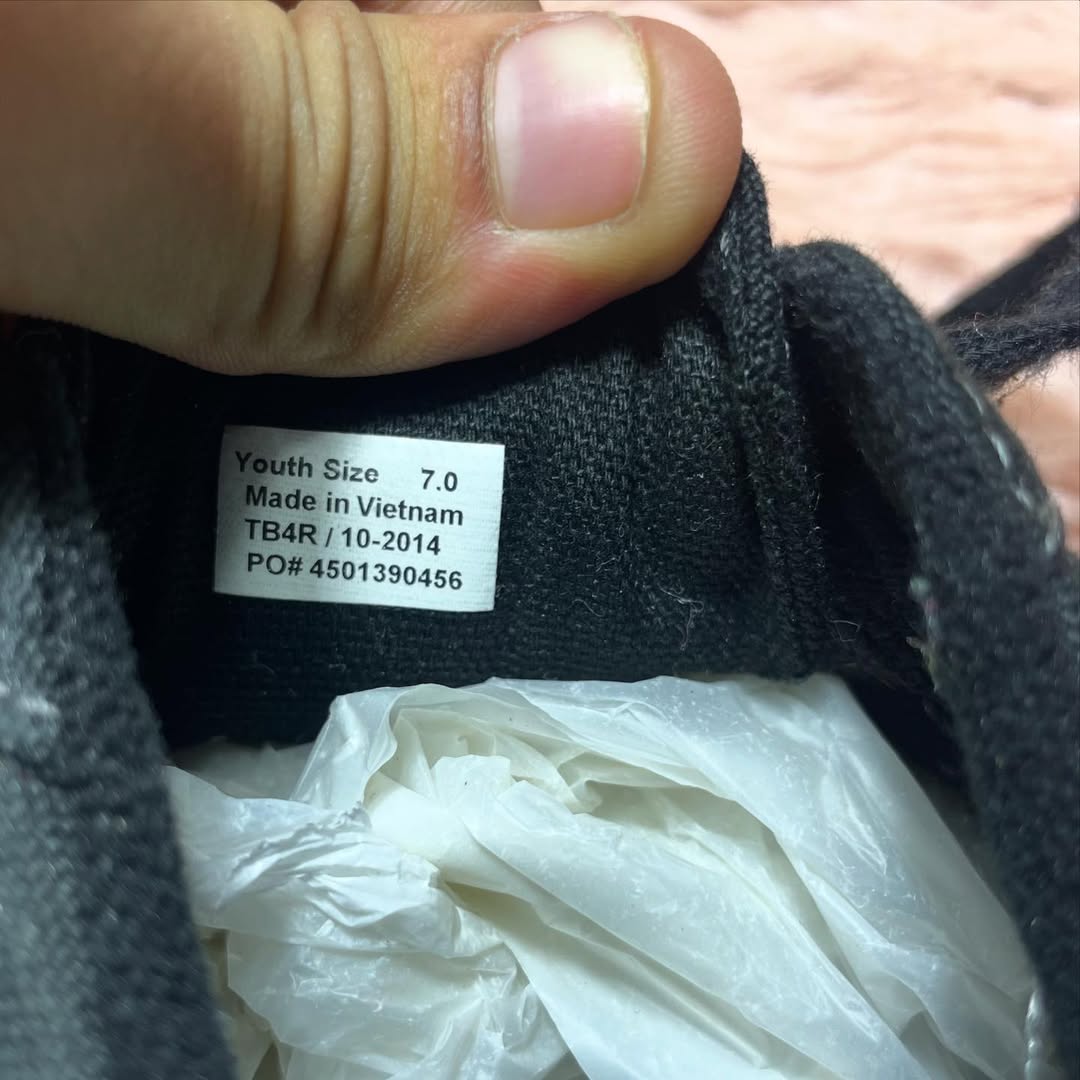 Youth Size 7.0
Made in Vietnam
TB4R / 10-2014
PO# 4501390456